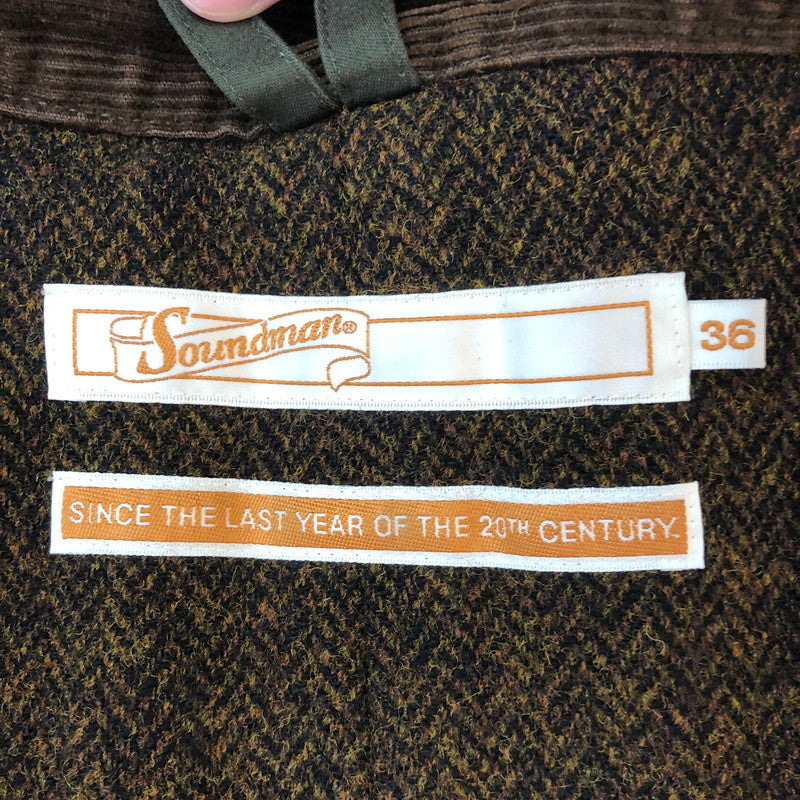 Soundman®
36
SINCE THE LAST YEAR OF THE 20TH CENTURY.